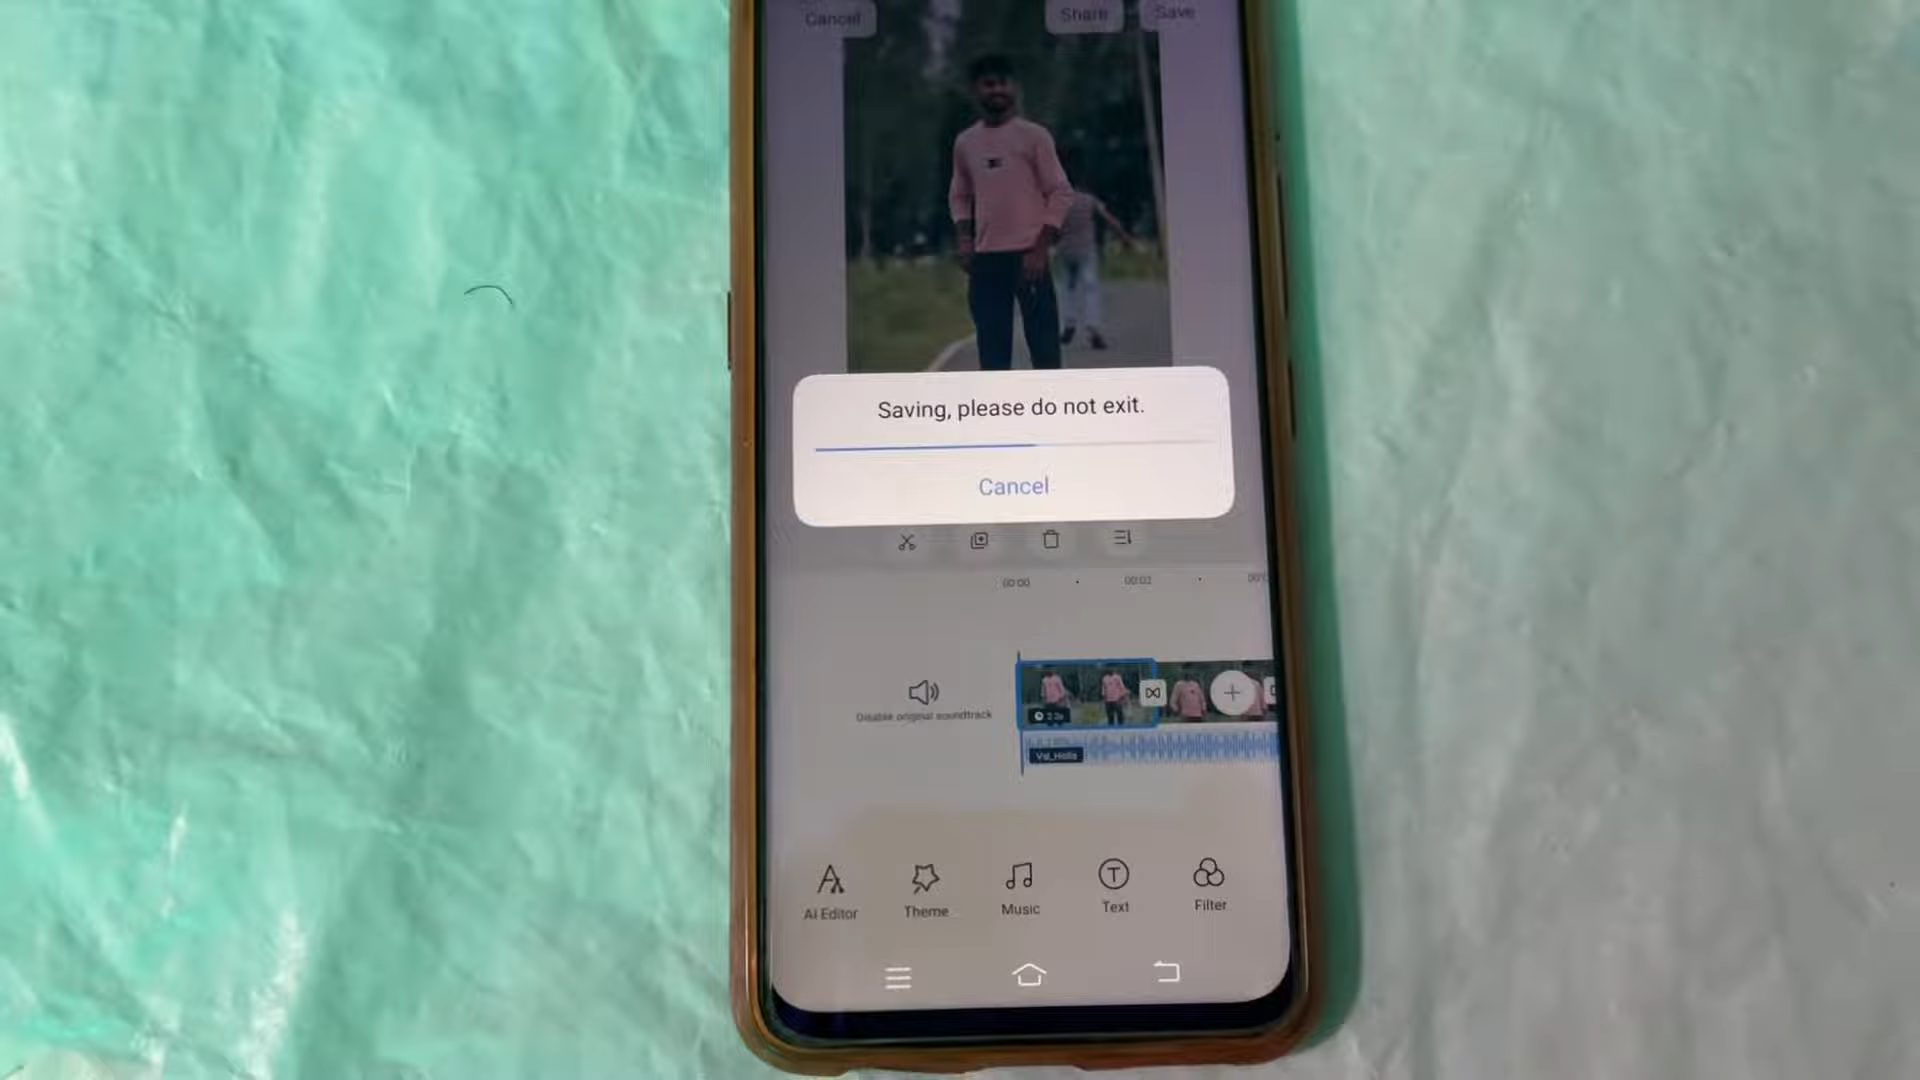 Cancel Share Save
Saving, please do not exit.
Cancel
00:00 00:02
Disable original soundtrack
AI Editor Theme Music Text Filter